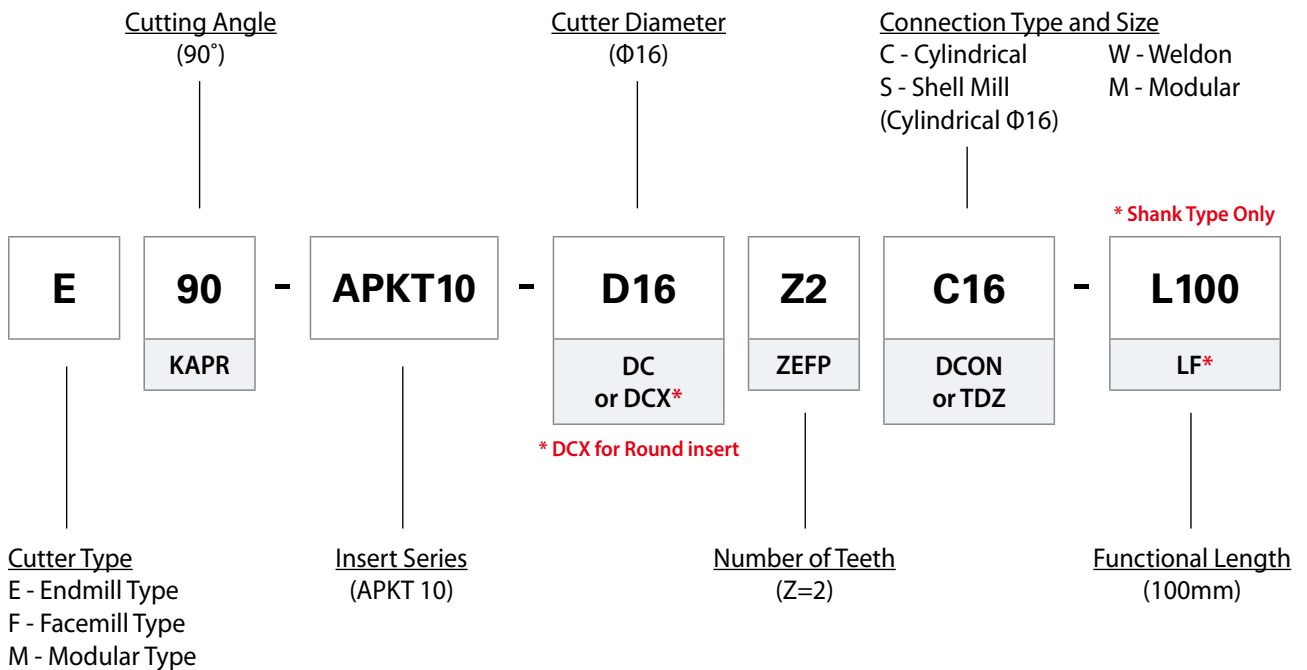 Cutting Angle
(90˚)
Cutter Diameter
(Φ16)
Connection Type and Size
C - Cylindrical W - Weldon
S - Shell Mill M - Modular
(Cylindrical Φ16)
* Shank Type Only
E 90 - APKT10 - D16 Z2 C16 - L100
KAPR DC ZEFP DCON LF*
or DCX* or TDZ
* DCX for Round insert
Cutter Type
E - Endmill Type
F - Facemill Type
M - Modular Type
Insert Series
(APKT 10)
Number of Teeth
(Z=2)
Functional Length
(100mm)